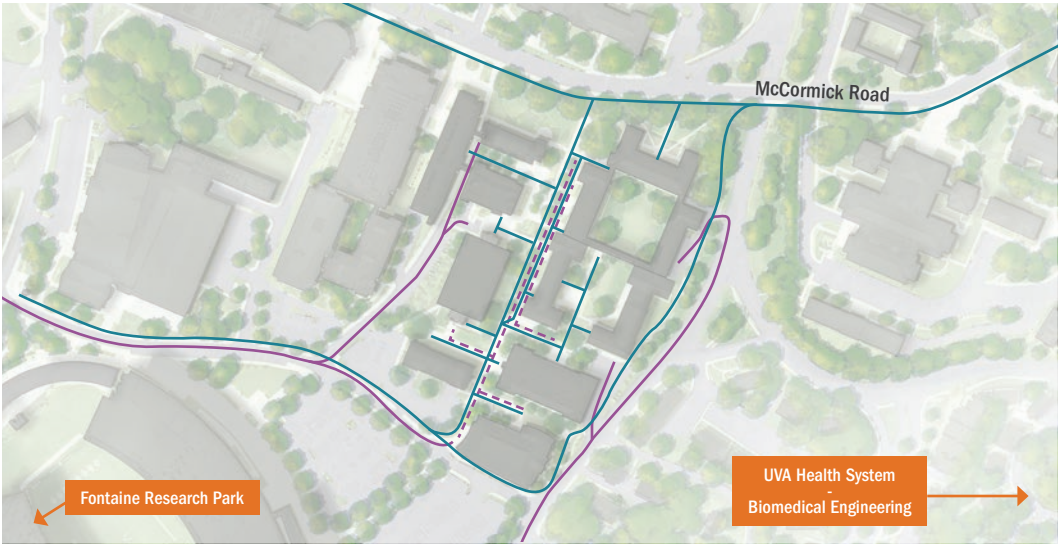 McCormick Road
Fontaine Research Park
UVA Health System
-
Biomedical Engineering